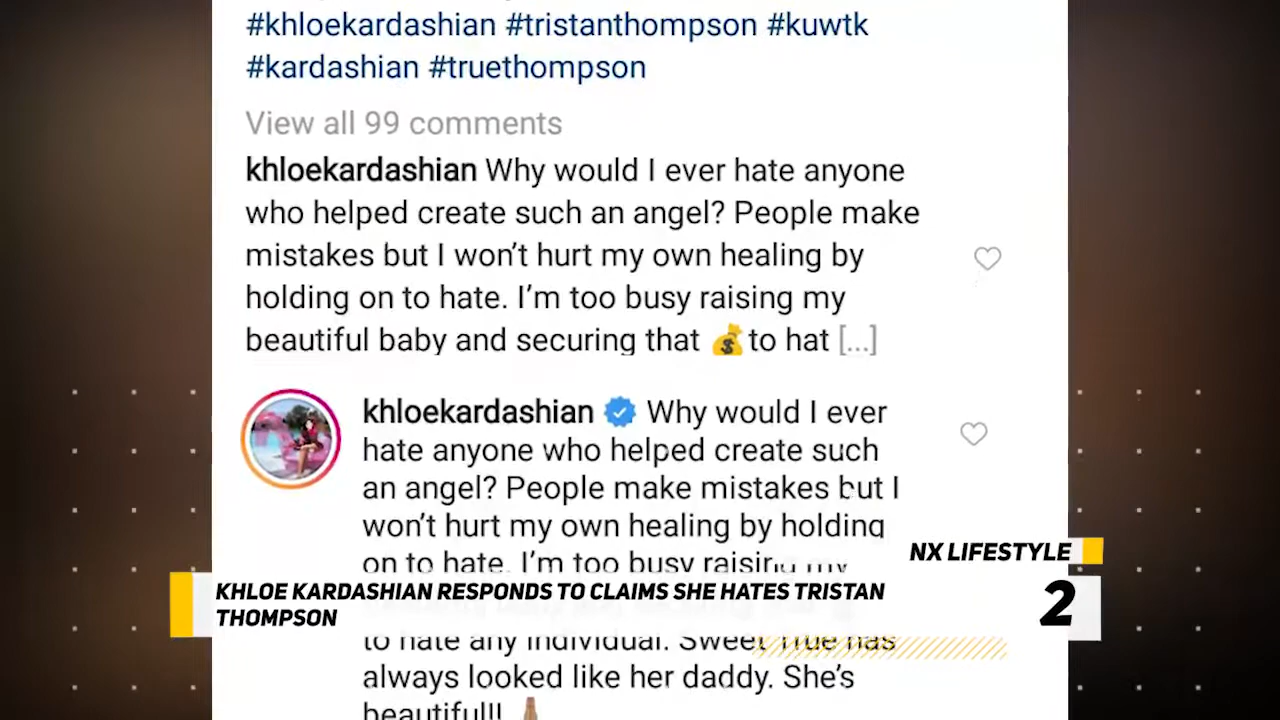 #khloekardashian #tristanthompson #kuwtk
#kardashian #truethompson
View all 99 comments
khloekardashian Why would I ever hate anyone
who helped create such an angel? People make
mistakes but I won’t hurt my own healing by
holding on to hate. I’m too busy raising my
beautiful baby and securing that 💰to hat [...]
khloekardashian Why would I ever
hate anyone who helped create such
an angel? People make mistakes but I
won’t hurt my own healing by holding
on to hate. I’m too busy raising my
NX LIFESTYLE
KHLOE KARDASHIAN RESPONDS TO CLAIMS SHE HATES TRISTAN
THOMPSON
2
to hate any individual. Sweet True has
always looked like her daddy. She’s
beautiful!!